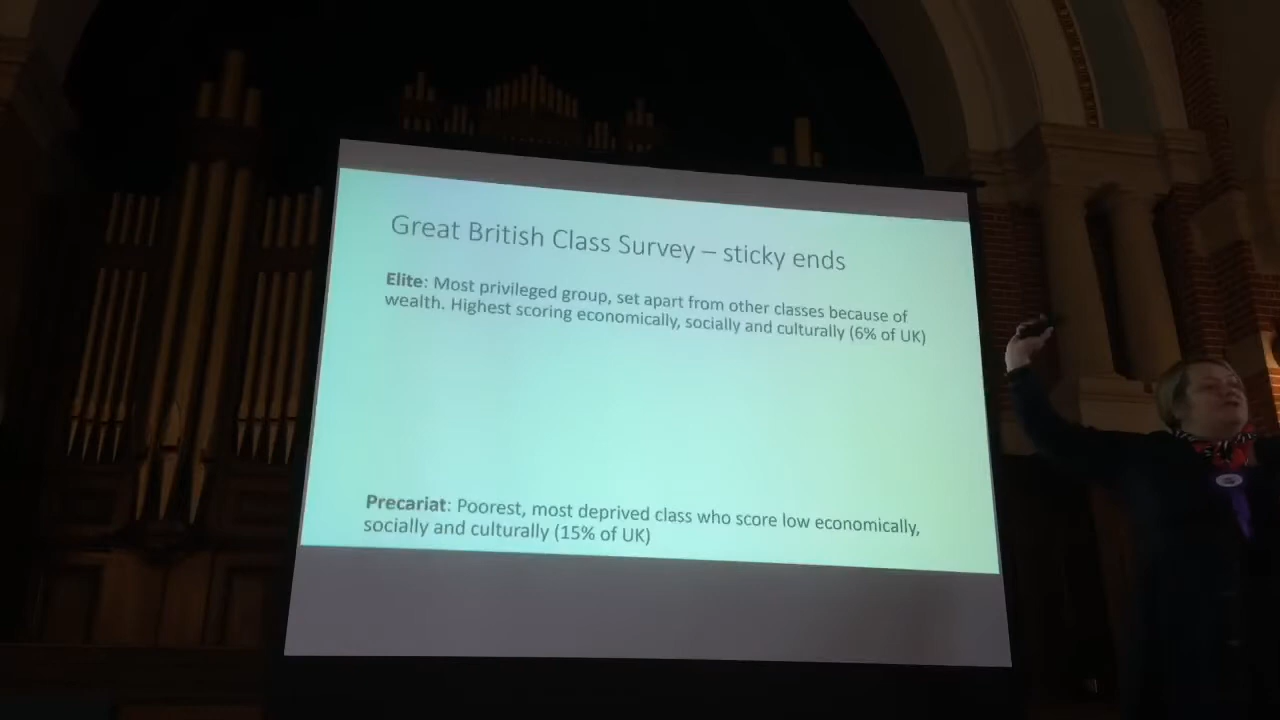 Great British Class Survey – sticky ends
Elite: Most privileged group, set apart from other classes because of
wealth. Highest scoring economically, socially and culturally (6% of UK)
Precariat: Poorest, most deprived class who score low economically,
socially and culturally (15% of UK)